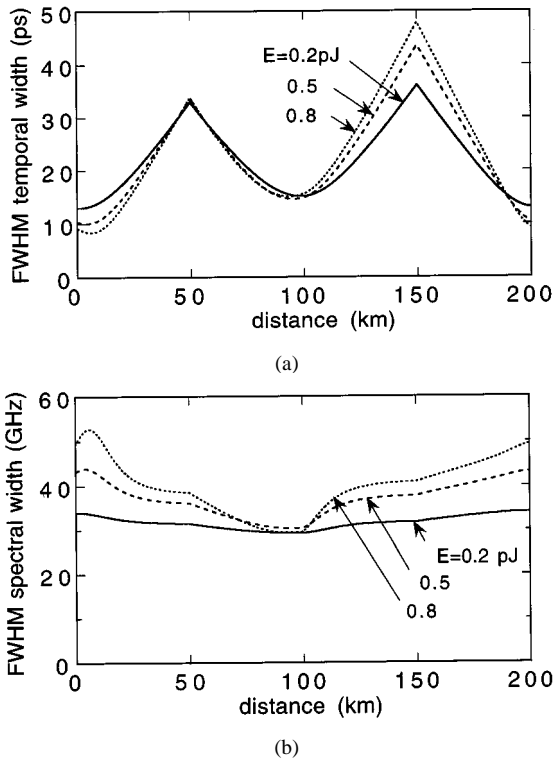 50
40
30
20
10
0
FWHM temporal width (ps)
E=0.2pJ
0.5
0.8
0 50 100 150 200
distance (km)
(a)
60
40
20
0
FWHM spectral width (GHz)
E=0.2 pJ
0.5
0.8
0 50 100 150 200
distance (km)
(b)